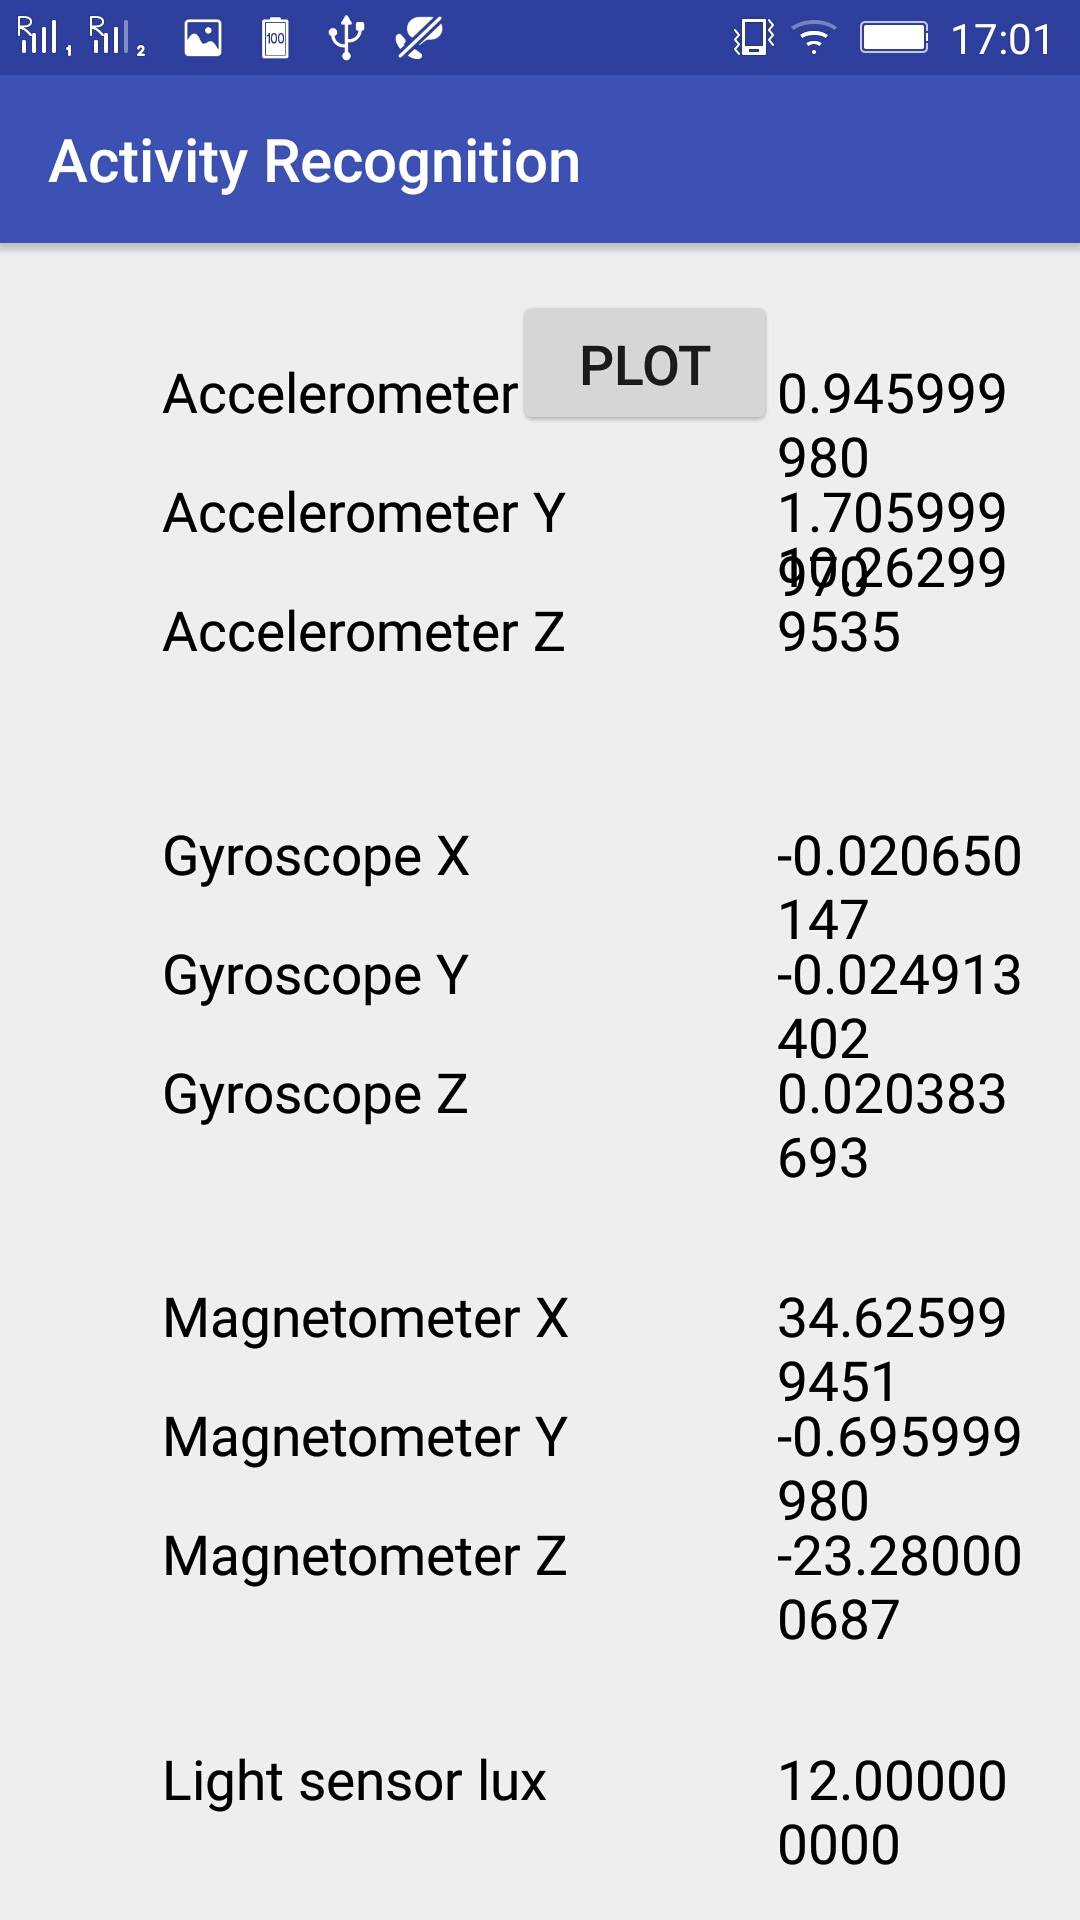 R 1 R 2 100 17:01
Activity Recognition
PLOT
Accelerometer 0.945999
980
Accelerometer Y 1.705999
970
10.26299
Accelerometer Z 9535
Gyroscope X -0.020650
147
Gyroscope Y -0.024913
402
Gyroscope Z 0.020383
693
Magnetometer X 34.62599
9451
Magnetometer Y -0.695999
980
Magnetometer Z -23.28000
0687
Light sensor lux 12.00000
0000